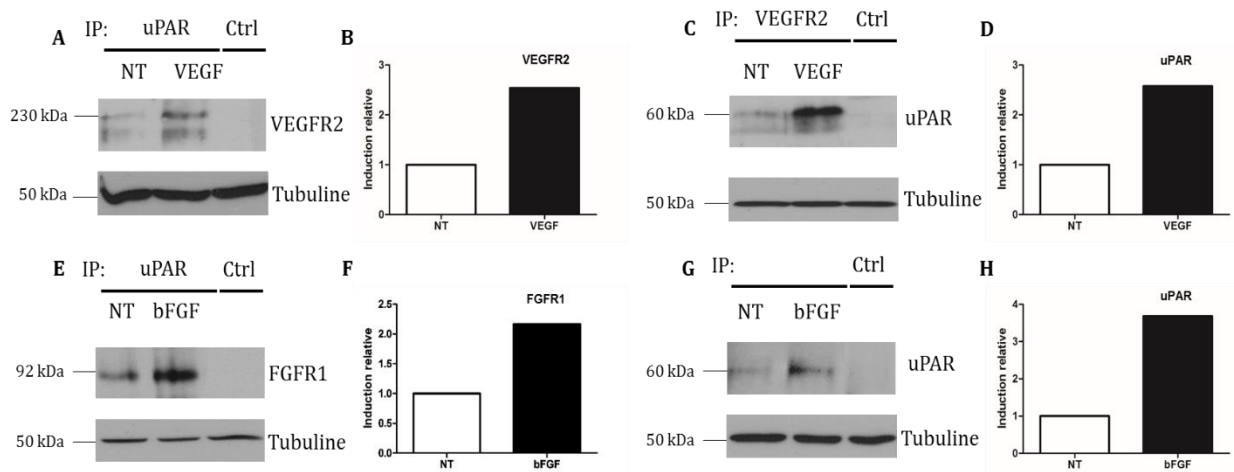 A IP: uPAR Ctrl
NT VEGF
230 kDa VEGFR2
50 kDa Tubuline
B
VEGFR2
Induction relative
3
2
1
0
NT VEGF
C IP: VEGFR2 Ctrl
NT VEGF
60 kDa uPAR
50 kDa Tubuline
D
uPAR
Induction relative
3
2
1
0
NT VEGF
E IP: uPAR Ctrl
NT bFGF
92 kDa FGFR1
50 kDa Tubuline
F
FGFR1
Induction relative
2.5
2.0
1.5
1.0
0.5
0.0
NT bFGF
G IP: Ctrl
NT bFGF
60 kDa uPAR
50 kDa Tubuline
H
uPAR
Induction relative
4
3
2
1
0
NT bFGF